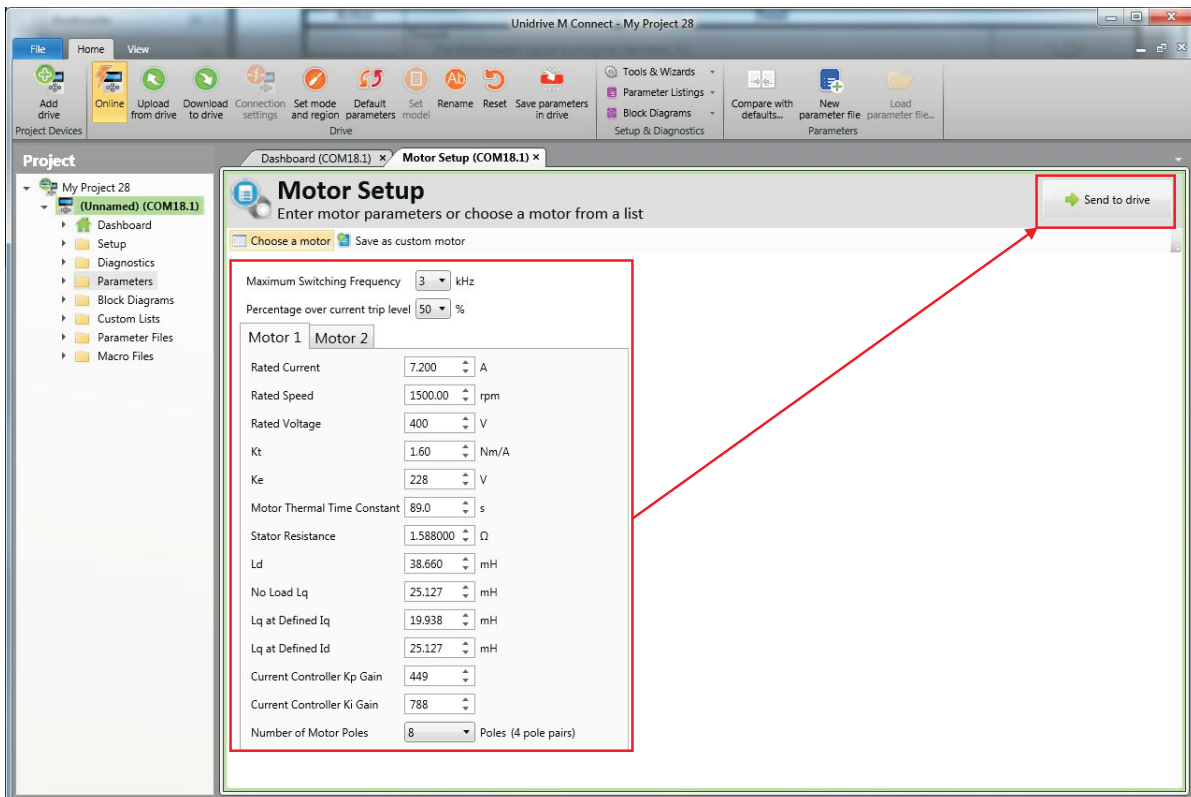 Unidrive M Connect - My Project 28
File Home View
Add drive
Online
Upload from drive
Download to drive
Connection settings
Set mode and region
Default parameters
Set model
Rename
Reset
Save parameters in drive
Tools & Wizards
Parameter Listings
Block Diagrams
Compare with defaults...
New parameter file
Load parameter file...
Project Devices
Drive
Setup & Diagnostics
Parameters
Project
Dashboard (COM18.1) × Motor Setup (COM18.1) ×
My Project 28
(Unnamed) (COM18.1)
Dashboard
Setup
Diagnostics
Parameters
Block Diagrams
Custom Lists
Parameter Files
Macro Files
Motor Setup
Enter motor parameters or choose a motor from a list
Send to drive
Choose a motor Save as custom motor
Maximum Switching Frequency 3 kHz
Percentage over current trip level 50 %
Motor 1 Motor 2
Rated Current 7.200 A
Rated Speed 1500.00 rpm
Rated Voltage 400 V
Kt 1.60 Nm/A
Ke 228 V
Motor Thermal Time Constant 89.0 s
Stator Resistance 1.588000 Ω
Ld 38.660 mH
No Load Lq 25.127 mH
Lq at Defined Iq 19.938 mH
Lq at Defined Id 25.127 mH
Current Controller Kp Gain 449
Current Controller Ki Gain 788
Number of Motor Poles 8 Poles (4 pole pairs)